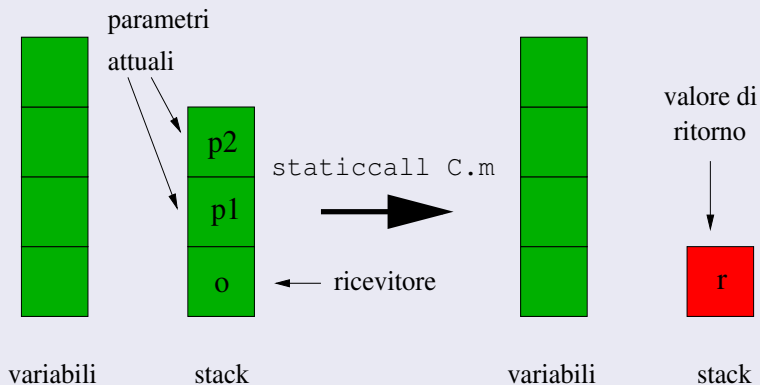 parametri
attuali
p2
p1
o
ricevitore
staticcall C.m
valore di
ritorno
r
variabili
stack
variabili
stack